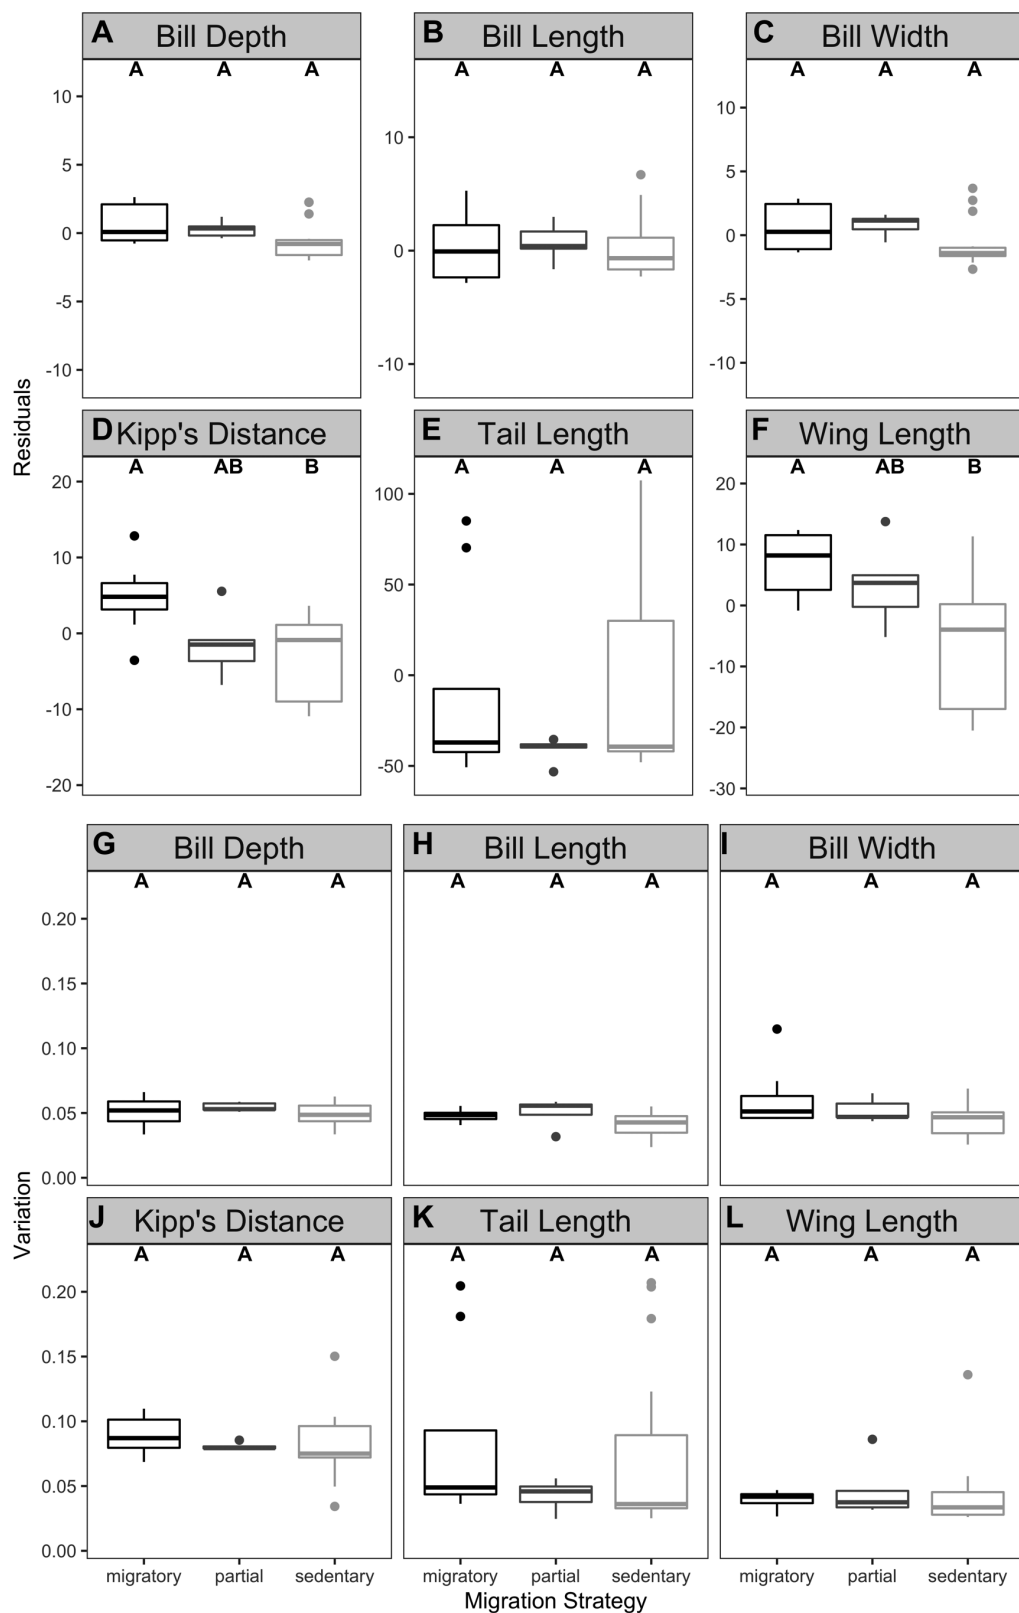 A Bill Depth
B Bill Length
C Bill Width
A A A
A A A
A A A
10
5
0
-5
-10
10
0
-10
10
5
0
-5
-10
Residuals
D Kipp's Distance
E Tail Length
F Wing Length
A AB B
A A A
A AB B
20
10
0
-10
-20
100
50
0
-50
20
10
0
-10
-20
-30
G Bill Depth
H Bill Length
I Bill Width
A A A
A A A
A A A
0.20
0.15
0.10
0.05
0.00
Variation
J Kipp's Distance
K Tail Length
L Wing Length
A A A
A A A
A A A
0.20
0.15
0.10
0.05
0.00
migratory partial sedentary
migratory partial sedentary
migratory partial sedentary
Migration Strategy